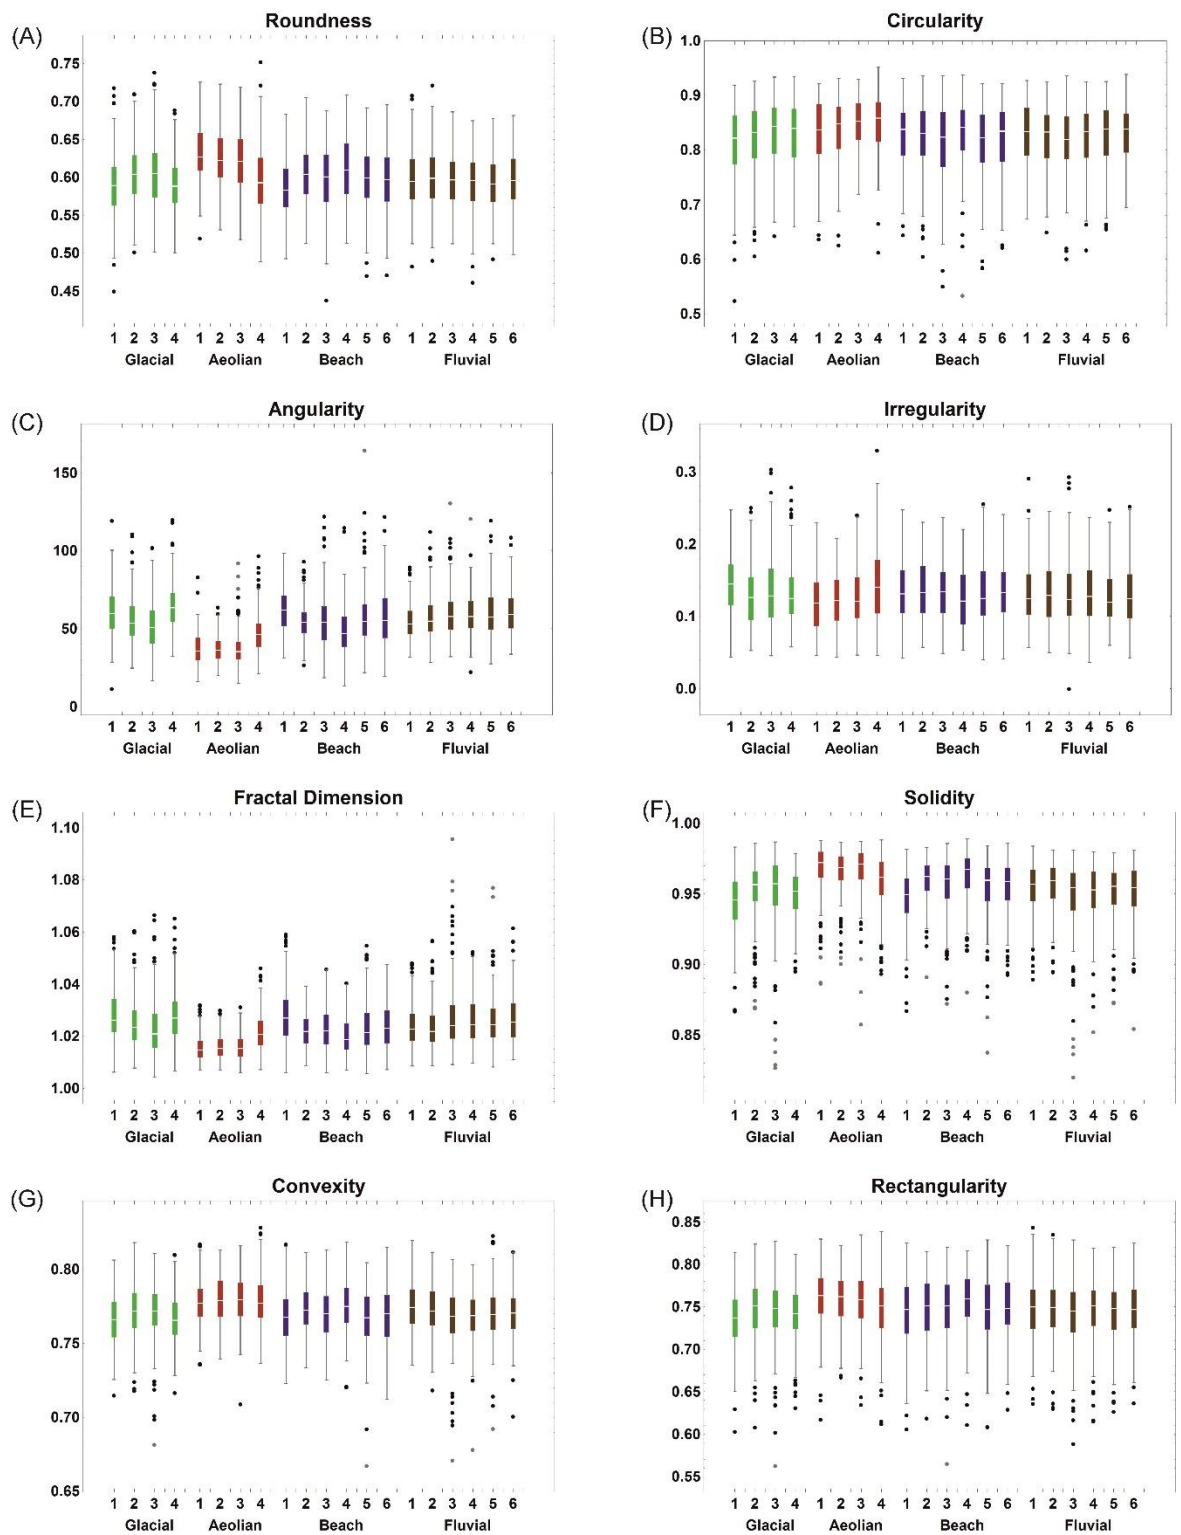 Roundness
(A)
0.75
0.70
0.65
0.60
0.55
0.50
0.45
1 2 3 4 1 2 3 4 1 2 3 4 5 6 1 2 3 4 5 6
Glacial Aeolian Beach Fluvial
Circularity
(B)
1.0
0.9
0.8
0.7
0.6
0.5
1 2 3 4 1 2 3 4 1 2 3 4 5 6 1 2 3 4 5 6
Glacial Aeolian Beach Fluvial
Angularity
(C)
150
100
50
0
1 2 3 4 1 2 3 4 1 2 3 4 5 6 1 2 3 4 5 6
Glacial Aeolian Beach Fluvial
Irregularity
(D)
0.3
0.2
0.1
0.0
1 2 3 4 1 2 3 4 1 2 3 4 5 6 1 2 3 4 5 6
Glacial Aeolian Beach Fluvial
Fractal Dimension
(E)
1.10
1.08
1.06
1.04
1.02
1.00
1 2 3 4 1 2 3 4 1 2 3 4 5 6 1 2 3 4 5 6
Glacial Aeolian Beach Fluvial
Solidity
(F)
1.00
0.95
0.90
0.85
1 2 3 4 1 2 3 4 1 2 3 4 5 6 1 2 3 4 5 6
Glacial Aeolian Beach Fluvial
Convexity
(G)
0.80
0.75
0.70
0.65
1 2 3 4 1 2 3 4 1 2 3 4 5 6 1 2 3 4 5 6
Glacial Aeolian Beach Fluvial
Rectangularity
(H)
0.85
0.80
0.75
0.70
0.65
0.60
0.55
1 2 3 4 1 2 3 4 1 2 3 4 5 6 1 2 3 4 5 6
Glacial Aeolian Beach Fluvial